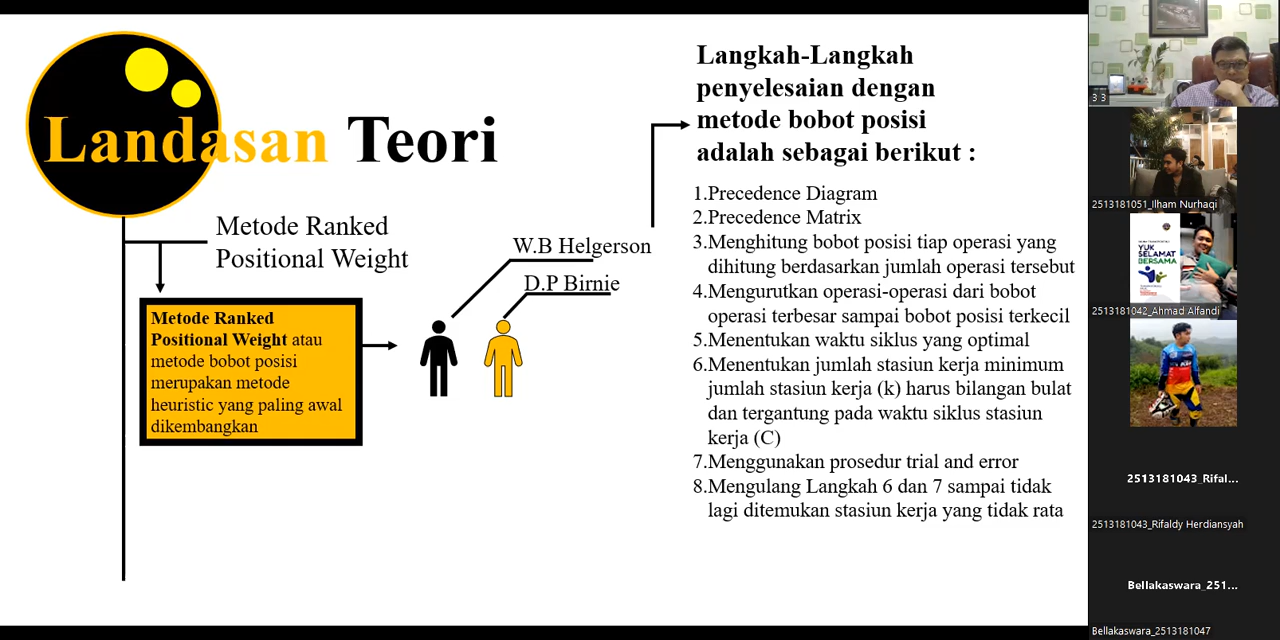 Landasan Teori
Metode Ranked
Positional Weight
Metode Ranked
Positional Weight atau
metode bobot posisi
merupakan metode
heuristic yang paling awal
dikembangkan
W.B Helgerson
D.P Birnie
Langkah-Langkah
penyelesaian dengan
metode bobot posisi
adalah sebagai berikut :
1.Precedence Diagram
2.Precedence Matrix
3.Menghitung bobot posisi tiap operasi yang
dihitung berdasarkan jumlah operasi tersebut
4.Mengurutkan operasi-operasi dari bobot
operasi terbesar sampai bobot posisi terkecil
5.Menentukan waktu siklus yang optimal
6.Menentukan jumlah stasiun kerja minimum
jumlah stasiun kerja (k) harus bilangan bulat
dan tergantung pada waktu siklus stasiun
kerja (C)
7.Menggunakan prosedur trial and error
8.Mengulang Langkah 6 dan 7 sampai tidak
lagi ditemukan stasiun kerja yang tidak rata
3 3
2513181051_Ilham Nurhaqi
YUK
SELAMAT
BERSAMA
2513181042_Ahmad Alfandi
2513181043_Rifal...
2513181043_Rifaldy Herdiansyah
Bellakaswara_251...
Bellakaswara_2513181047